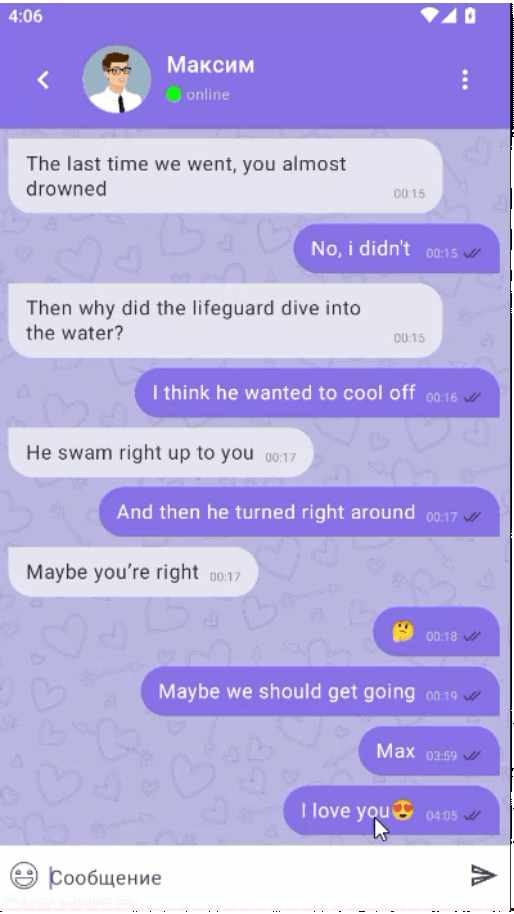 4:06
Максим
online
The last time we went, you almost
drowned
00:15
No, i didn't 00:15
Then why did the lifeguard dive into
the water?
00:15
I think he wanted to cool off 00:16
He swam right up to you 00:17
And then he turned right around 00:17
Maybe you’re right 00:17
🤔 00:18
Maybe we should get going 00:19
Max 03:59
I love you😍 04:05
Сообщение